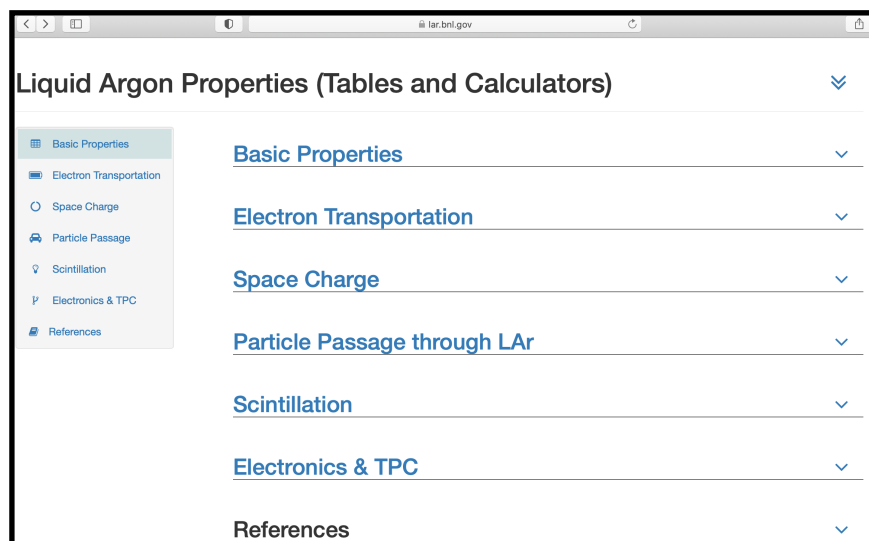 lar.bnl.gov
Liquid Argon Properties (Tables and Calculators)
Basic Properties
Electron Transportation
Space Charge
Particle Passage
Scintillation
Electronics & TPC
References
Basic Properties
Electron Transportation
Space Charge
Particle Passage through LAr
Scintillation
Electronics & TPC
References